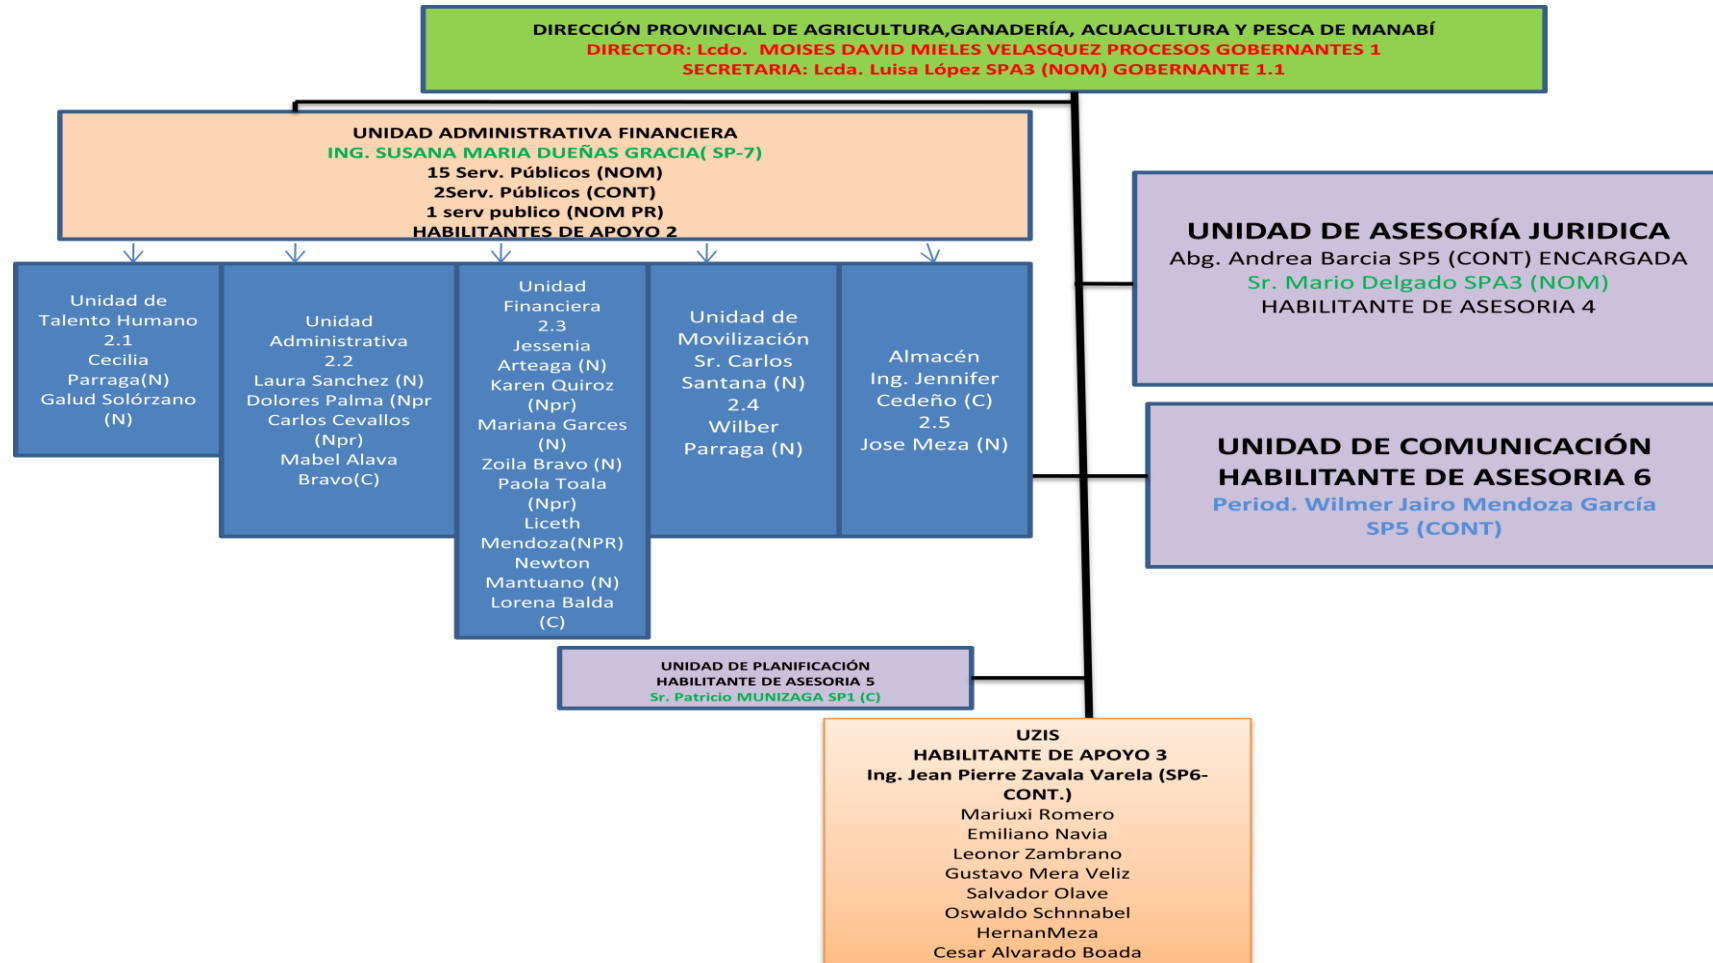 DIRECCIÓN PROVINCIAL DE AGRICULTURA,GANADERÍA, ACUACULTURA Y PESCA DE MANABÍ
DIRECTOR: Lcdo. MOISES DAVID MIELES VELASQUEZ PROCESOS GOBERNANTES 1
SECRETARIA: Lcda. Luisa López SPA3 (NOM) GOBERNANTE 1.1
UNIDAD ADMINISTRATIVA FINANCIERA
ING. SUSANA MARIA DUEÑAS GRACIA( SP-7)
15 Serv. Públicos (NOM)
2Serv. Públicos (CONT)
1 serv publico (NOM PR)
HABILITANTES DE APOYO 2
UNIDAD DE ASESORÍA JURIDICA
Abg. Andrea Barcia SP5 (CONT) ENCARGADA
Sr. Mario Delgado SPA3 (NOM)
HABILITANTE DE ASESORIA 4
Unidad de
Talento Humano
2.1
Cecilia
Parraga(N)
Galud Solórzano
(N)
Unidad
Administrativa
2.2
Laura Sanchez (N)
Dolores Palma (Npr
Carlos Cevallos
(Npr)
Mabel Alava
Bravo(C)
Unidad
Financiera
2.3
Jessenia
Arteaga (N)
Karen Quiroz
(Npr)
Mariana Garces
(N)
Zoila Bravo (N)
Paola Toala
(Npr)
Liceth
Mendoza(NPR)
Newton
Mantuano (N)
Lorena Balda
(C)
Unidad de
Movilización
Sr. Carlos
Santana (N)
2.4
Wilber
Parraga (N)
Almacén
Ing. Jennifer
Cedeño (C)
2.5
Jose Meza (N)
UNIDAD DE COMUNICACIÓN
HABILITANTE DE ASESORIA 6
Period. Wilmer Jairo Mendoza García
SP5 (CONT)
UNIDAD DE PLANIFICACIÓN
HABILITANTE DE ASESORIA 5
Sr. Patricio MUNIZAGA SP1 (C)
UZIS
HABILITANTE DE APOYO 3
Ing. Jean Pierre Zavala Varela (SP6-
CONT.)
Mariuxi Romero
Emiliano Navia
Leonor Zambrano
Gustavo Mera Veliz
Salvador Olave
Oswaldo Schnnabel
HernanMeza
Cesar Alvarado Boada